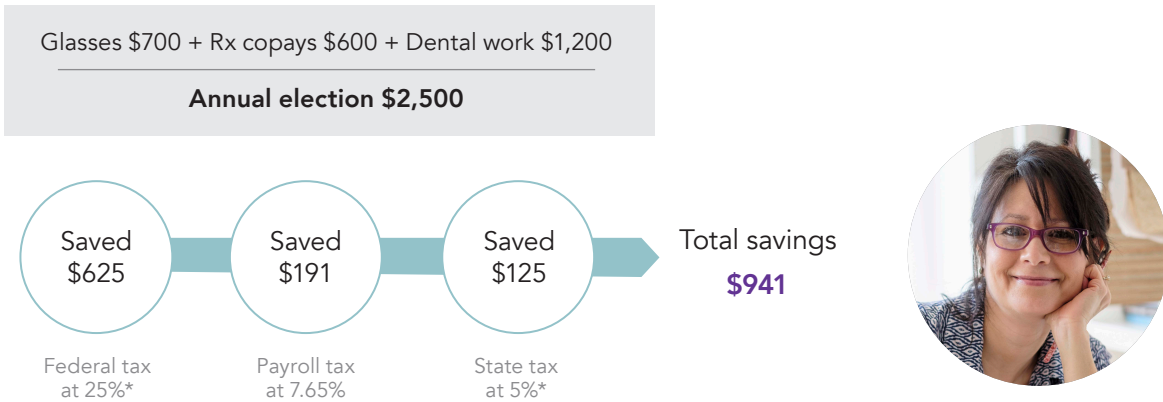 Glasses $700 + Rx copays $600 + Dental work $1,200
Annual election $2,500
Saved
$625
Saved
$191
Saved
$125
Total savings
$941
Federal tax
at 25%*
Payroll tax
at 7.65%
State tax
at 5%*